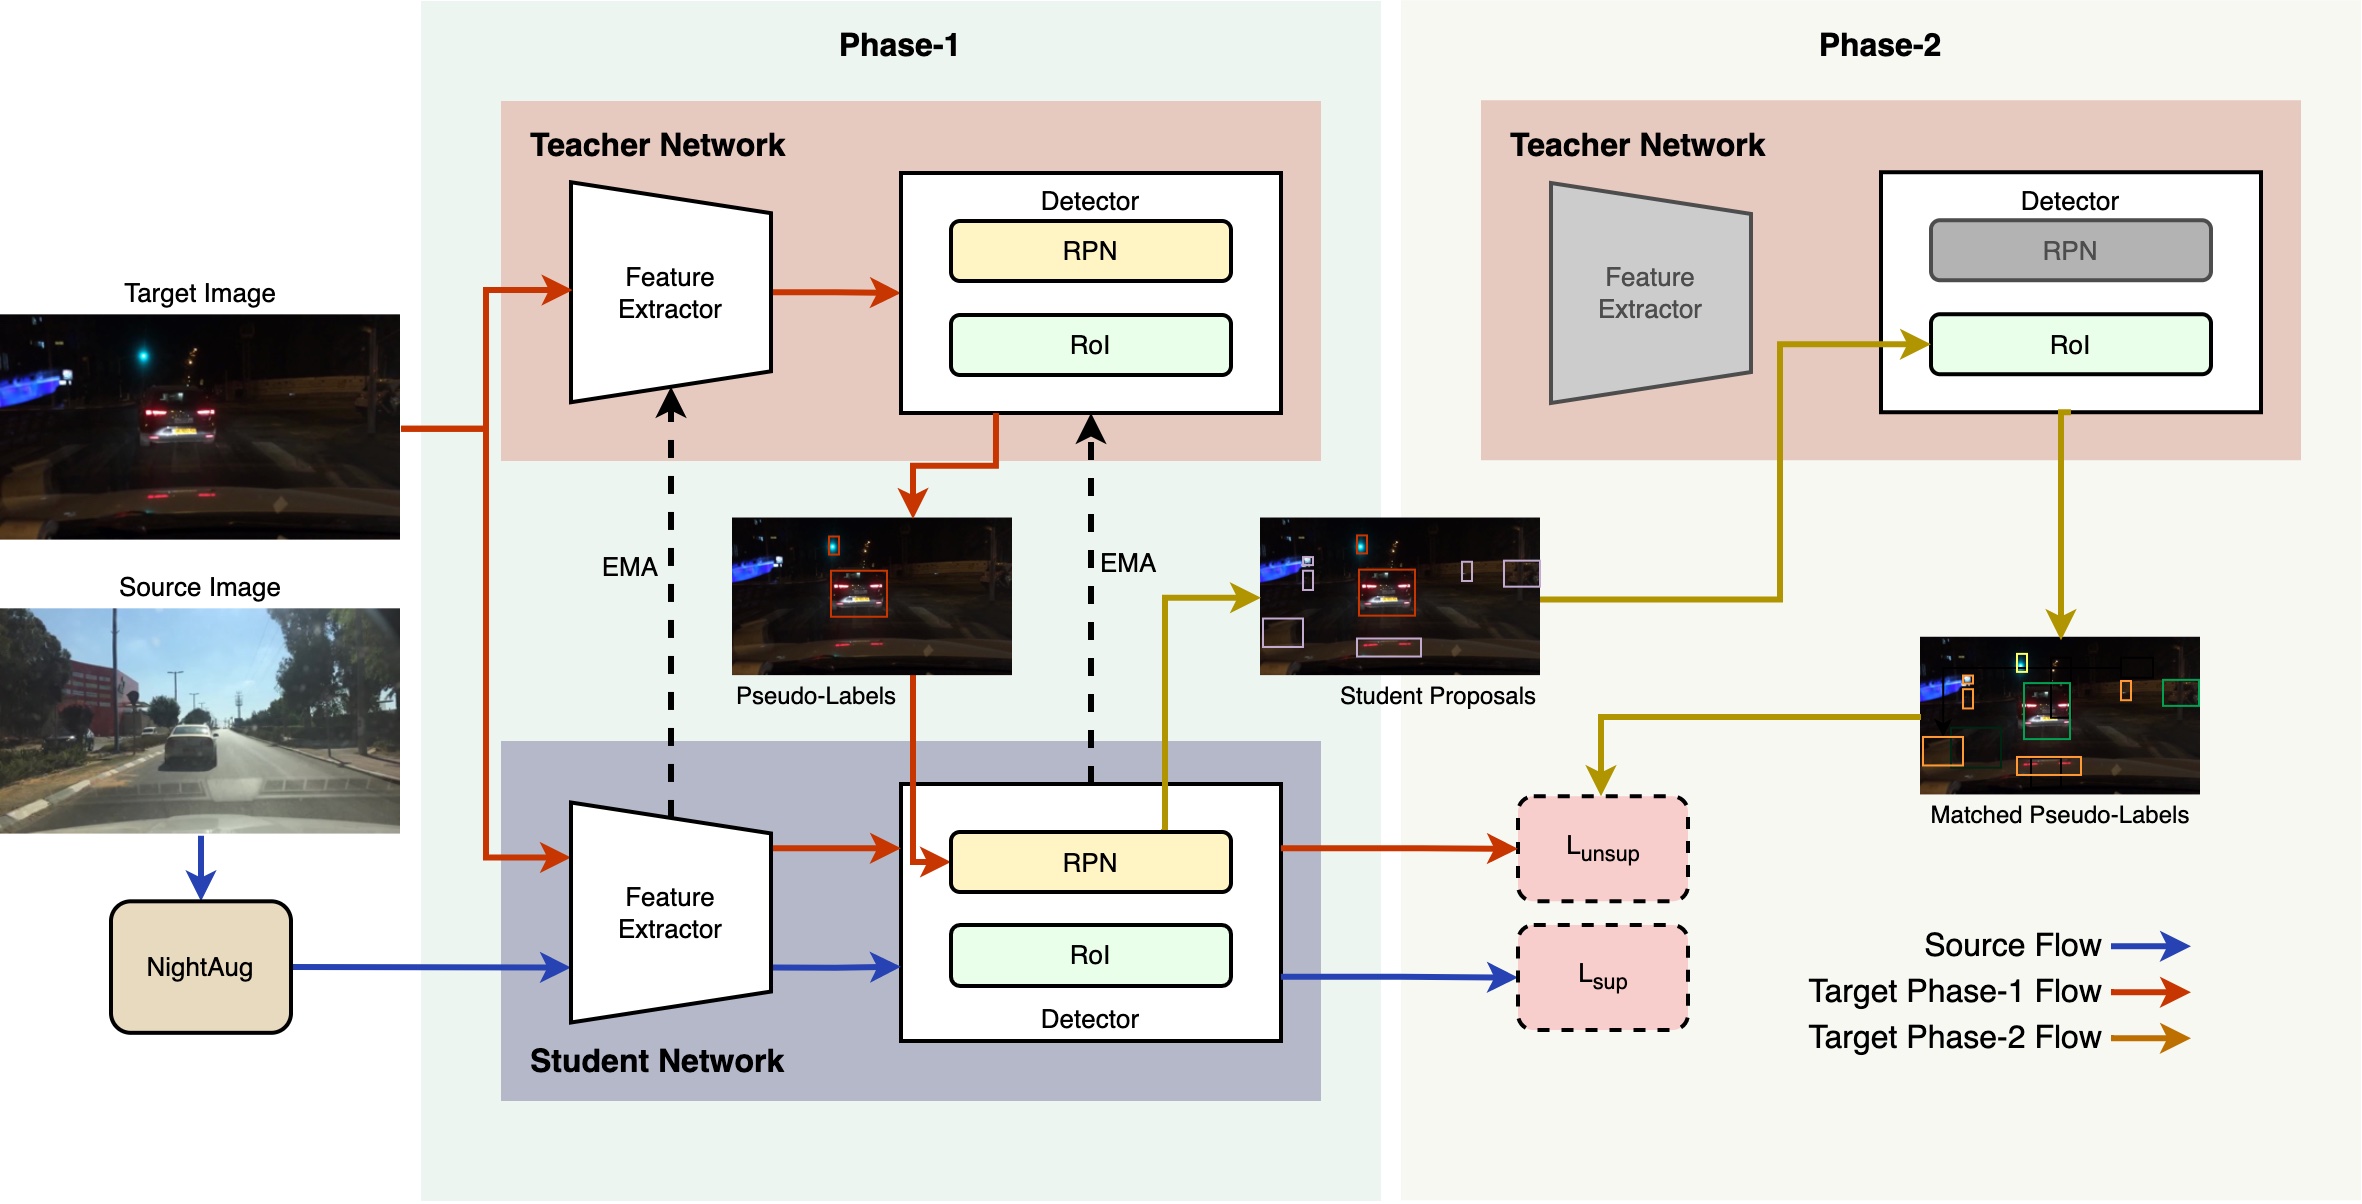 Phase-1
Phase-2
Teacher Network
Teacher Network
Detector
Detector
RPN
RPN
Feature
Extractor
Feature
Extractor
Target Image
RoI
RoI
EMA
EMA
Source Image
Pseudo-Labels
Student Proposals
Matched Pseudo-Labels
L unsup
RPN
Feature
Extractor
NightAug
RoI
L sup
Detector
Student Network
Source Flow
Target Phase-1 Flow
Target Phase-2 Flow